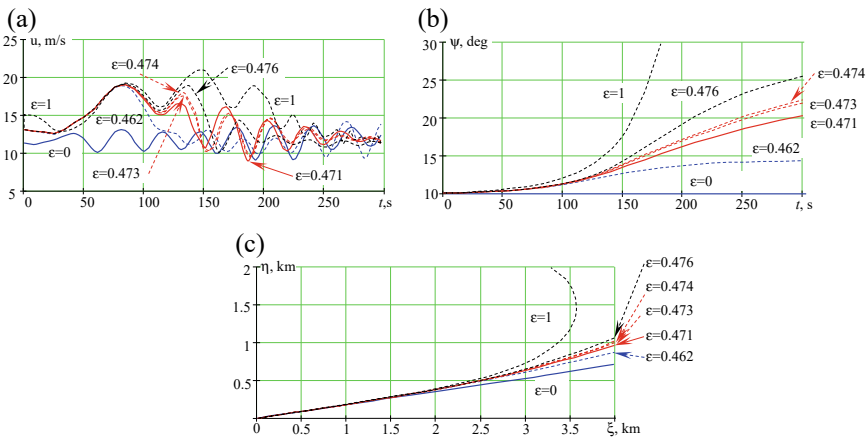 (a)
u, m/s
25
20
15
10
5
0
50
100
150
200
250
t,s
ε=1
ε=0.462
ε=0
ε=0.474
ε=0.476
ε=1
ε=0.473
ε=0.471
(b)
ψ, deg
30
25
20
15
10
0
50
100
150
200
250
t, s
ε=1
ε=0.476
ε=0.474
ε=0.473
ε=0.471
ε=0.462
ε=0
(c)
η, km
2
1.5
1
0.5
0
0.5
1
1.5
2
2.5
3
3.5
ξ, km
ε=1
ε=0
ε=0.476
ε=0.474
ε=0.473
ε=0.471
ε=0.462